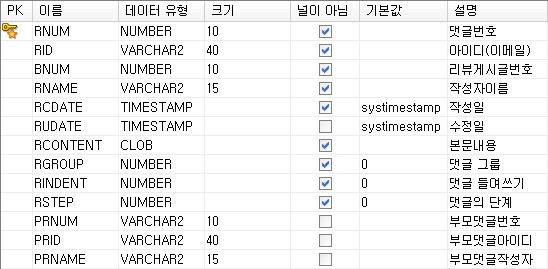 PK 이름 데이터 유형 크기 널이 아님 기본값 설명
RNUM NUMBER 10 댓글번호
RID VARCHAR2 40 아이디(이메일)
BNUM NUMBER 10 리뷰게시글번호
RNAME VARCHAR2 15 작성자이름
RCDATE TIMESTAMP systimestamp 작성일
RUDATE TIMESTAMP systimestamp 수정일
RCONTENT CLOB 본문내용
RGROUP NUMBER 0 댓글 그룹
RINDENT NUMBER 0 댓글 들여쓰기
RSTEP NUMBER 0 댓글의 단계
PRNUM VARCHAR2 10 부모댓글번호
PRID VARCHAR2 40 부모댓글아이디
PRNAME VARCHAR2 15 부모댓글작성자